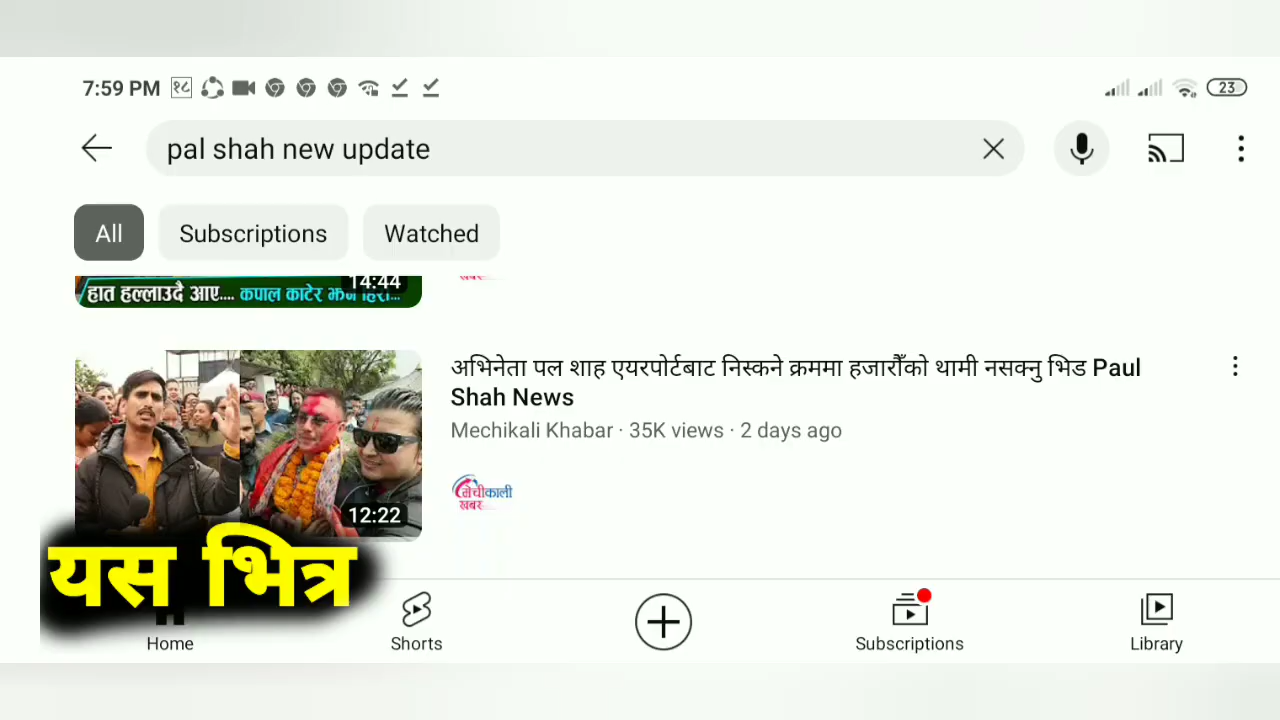 7:59 PM १८ 23
pal shah new update
All Subscriptions Watched
14:44
हात हल्लाउदै आए.... कपाल काटेर
खबर
अभिनेता पल शाह एयरपोर्टबाट निस्कने क्रममा हजारौँको थामी नसक्नु भिड Paul
Shah News
Mechikali Khabar · 35K views · 2 days ago
12:22
मेचीकाली
खबर
यस भित्र
Home Shorts Subscriptions Library